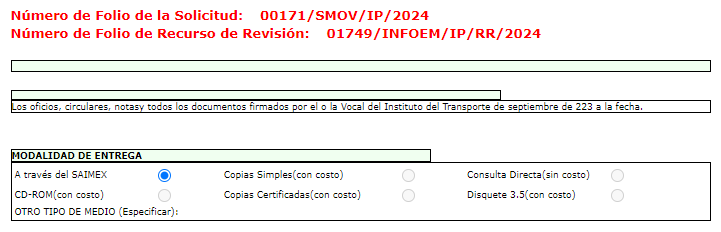 Número de Folio de la Solicitud: 00171/SMOV/IP/2024
Número de Folio de Recurso de Revisión: 01749/INFOEM/IP/RR/2024
Los oficios, circulares, notasy todos los documentos firmados por el o la Vocal del Instituto del Transporte de septiembre de 223 a la fecha.
MODALIDAD DE ENTREGA
A través del SAIMEX Copias Simples(con costo) Consulta Directa(sin costo)
CD-ROM(con costo) Copias Certificadas(con costo) Disquete 3.5(con costo)
OTRO TIPO DE MEDIO (Especificar):